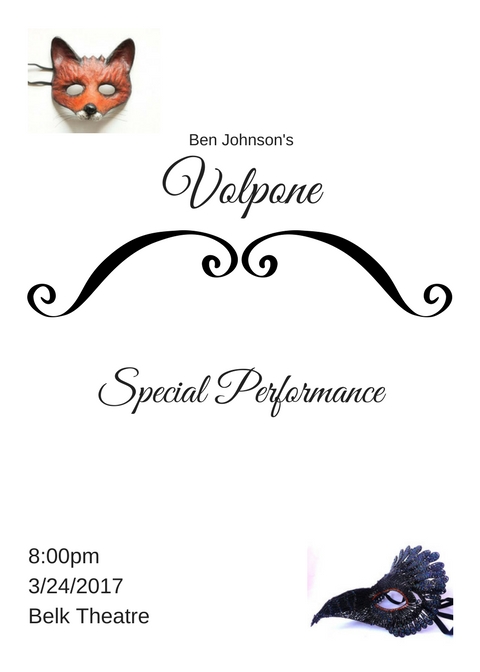 Ben Johnson's
Volpone
Special Performance
8:00pm
3/24/2017
Belk Theatre